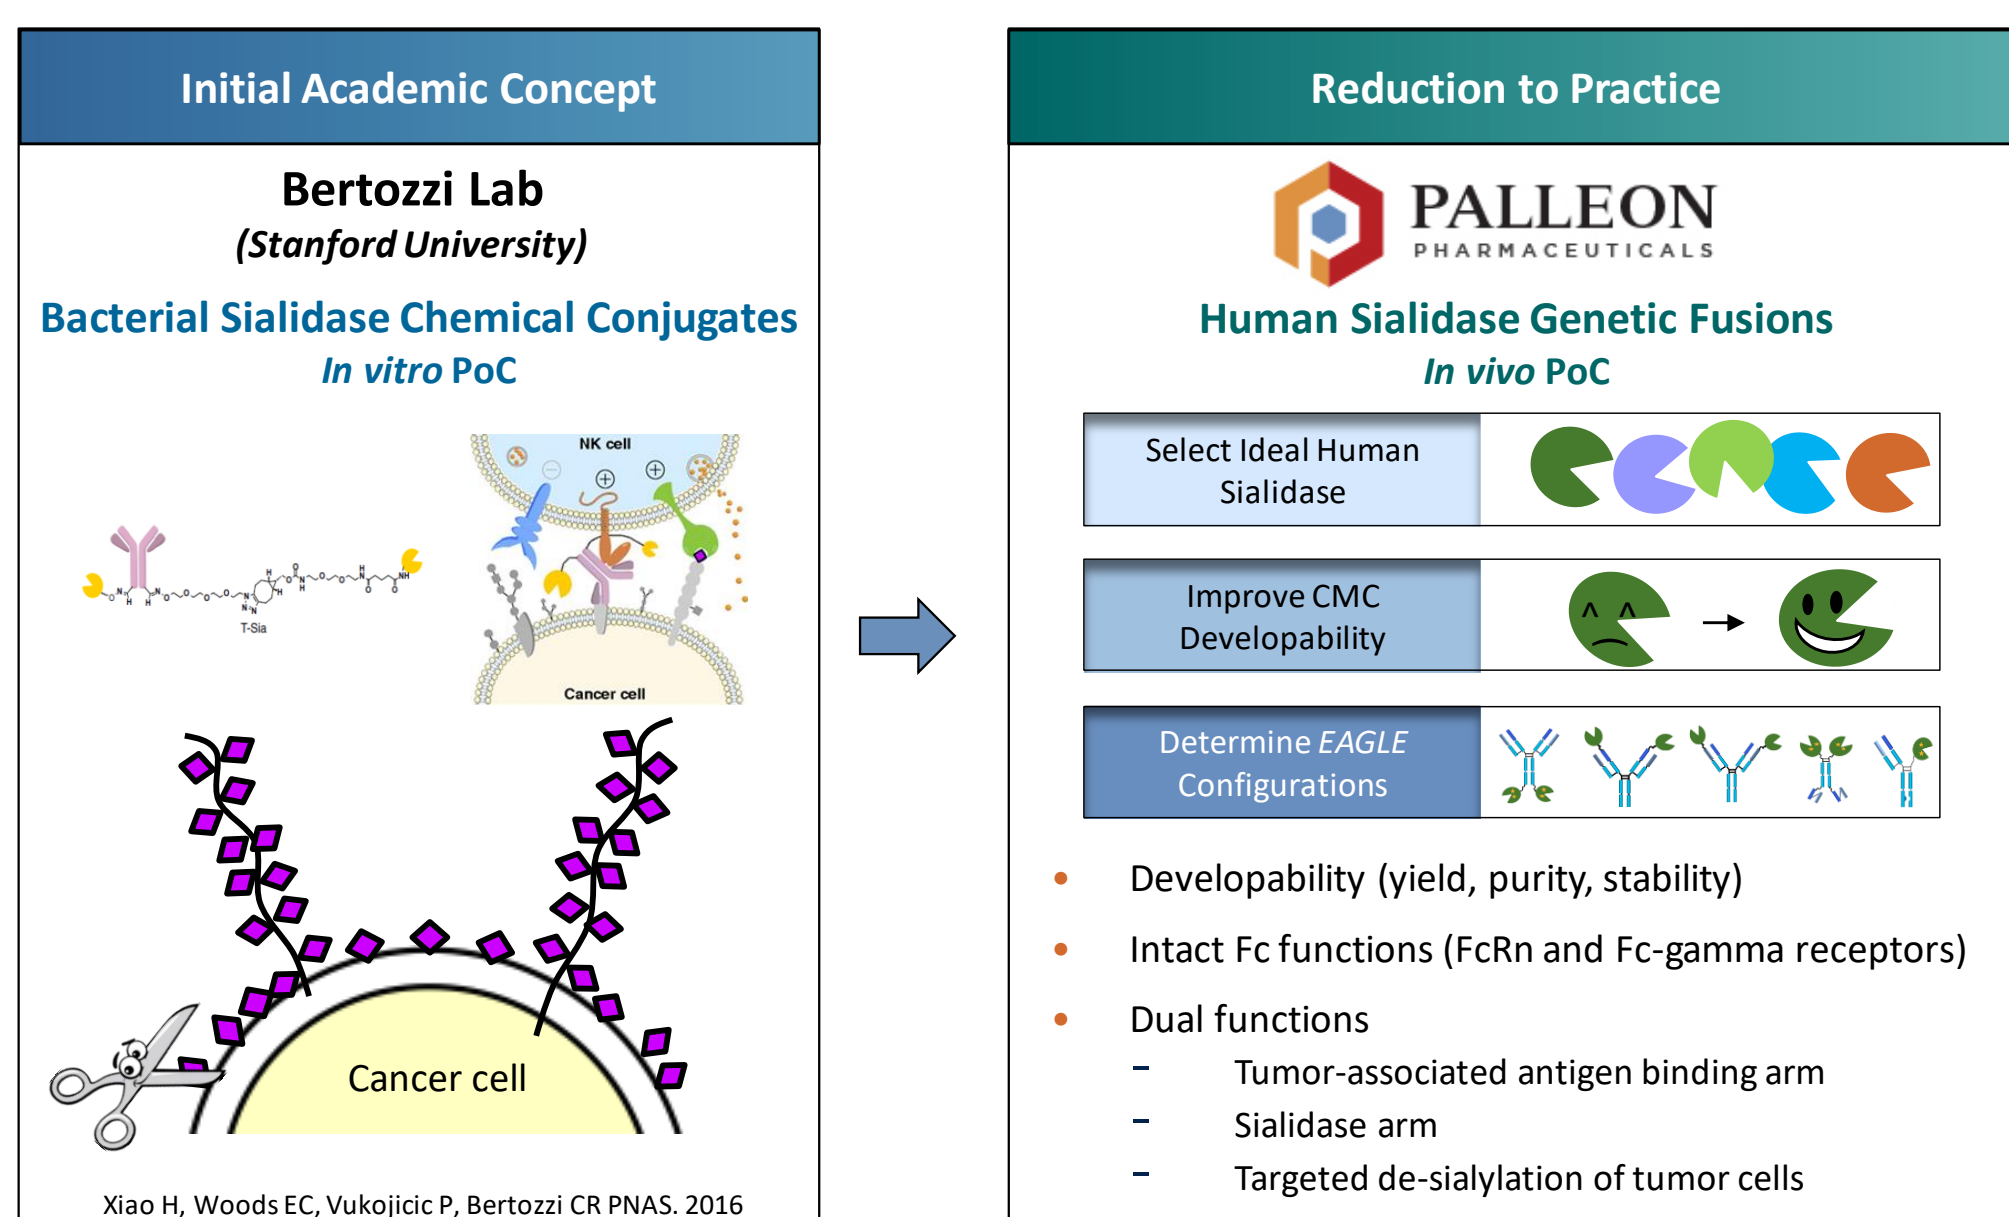 Initial Academic Concept
Bertozzi Lab
(Stanford University)
Bacterial Sialidase Chemical Conjugates
In vitro PoC
NK cell
T-Sia
Cancer cell
Cancer cell
Xiao H, Woods EC, Vukojicic P, Bertozzi CR PNAS. 2016
Reduction to Practice
PALLEON
PHARMACEUTICALS
Human Sialidase Genetic Fusions
In vivo PoC
Select Ideal Human
Sialidase
Improve CMC
Developability
Determine EAGLE
Configurations
• Developability (yield, purity, stability)
• Intact Fc functions (FcRn and Fc-gamma receptors)
• Dual functions
– Tumor-associated antigen binding arm
– Sialidase arm
– Targeted de-sialylation of tumor cells